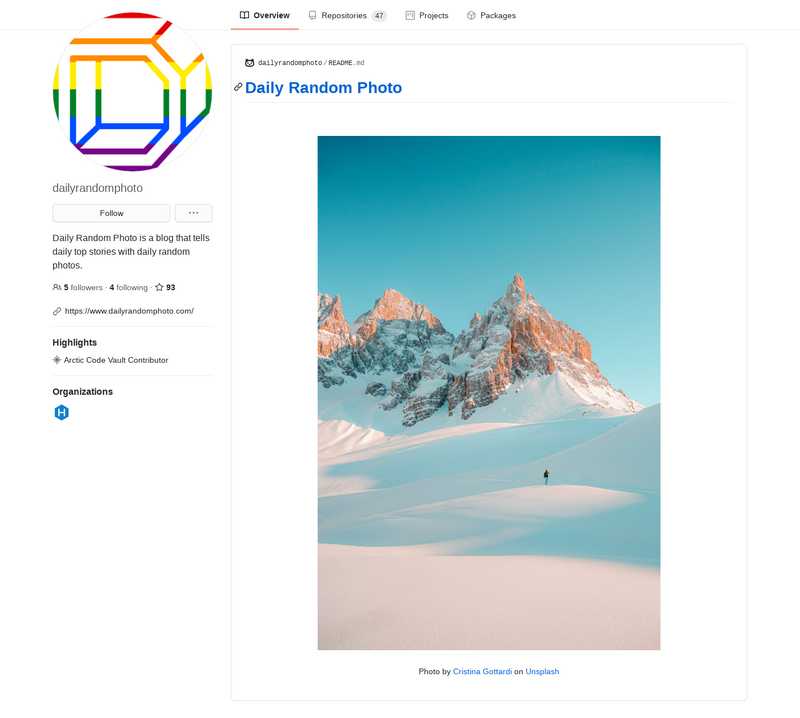 Overview
Repositories 47
Projects
Packages
dailyrandomphoto
Follow
Daily Random Photo is a blog that tells
daily top stories with daily random
photos.
5 followers · 4 following · 93
https://www.dailyrandomphoto.com/
Highlights
Arctic Code Vault Contributor
Organizations
H
dailyrandomphoto/README.md
Daily Random Photo
Photo by Cristina Gottardi on Unsplash